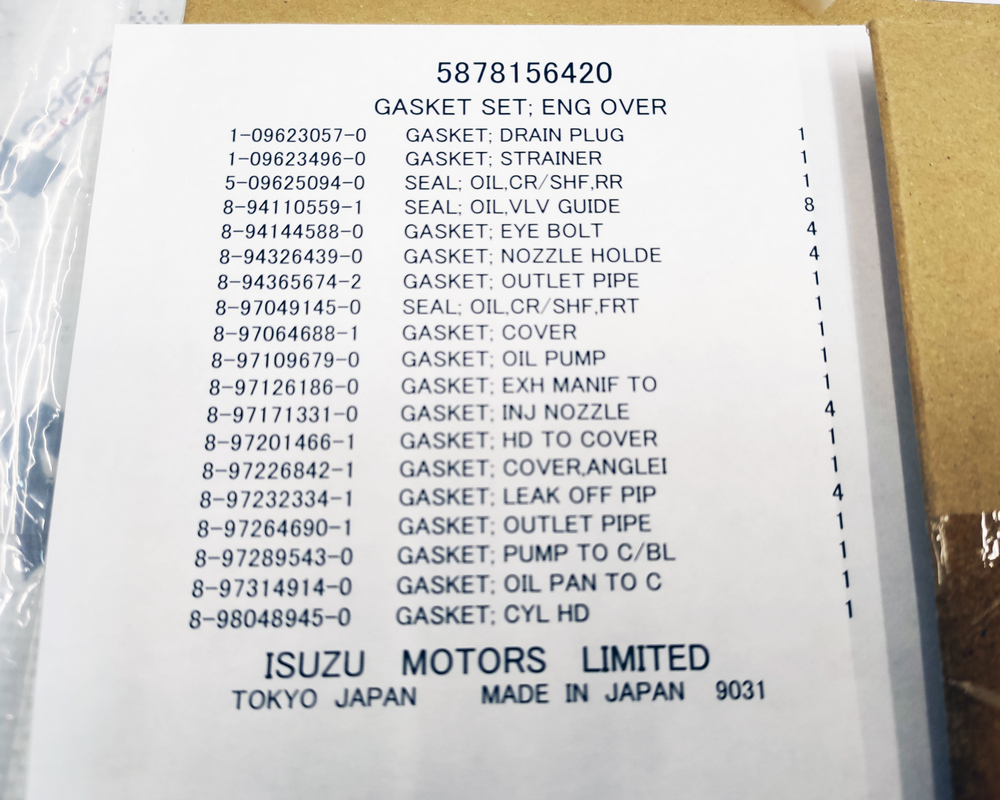 5878156420
GASKET SET; ENG OVER
1-09623057-0 GASKET; DRAIN PLUG 1
1-09623496-0 GASKET; STRAINER 1
5-09625094-0 SEAL; OIL,CR/SHF,RR 1
8-94110559-1 SEAL; OIL,VLV GUIDE 8
8-94144588-0 GASKET; EYE BOLT 4
8-94326439-0 GASKET; NOZZLE HOLDE 4
8-94365674-2 GASKET; OUTLET PIPE 1
8-97049145-0 SEAL; OIL,CR/SHF,FRT 1
8-97064688-1 GASKET; COVER 1
8-97109679-0 GASKET; OIL PUMP 1
8-97126186-0 GASKET; EXH MANIF TO 1
8-97171331-0 GASKET; INJ NOZZLE 4
8-97201466-1 GASKET; HD TO COVER 1
8-97226842-1 GASKET; COVER,ANGLEI 1
8-97232334-1 GASKET; LEAK OFF PIP 4
8-97264690-1 GASKET; OUTLET PIPE 1
8-97289543-0 GASKET; PUMP TO C/BL 1
8-97314914-0 GASKET; OIL PAN TO C 1
8-98048945-0 GASKET; CYL HD 1
ISUZU MOTORS LIMITED
TOKYO JAPAN MADE IN JAPAN 9031